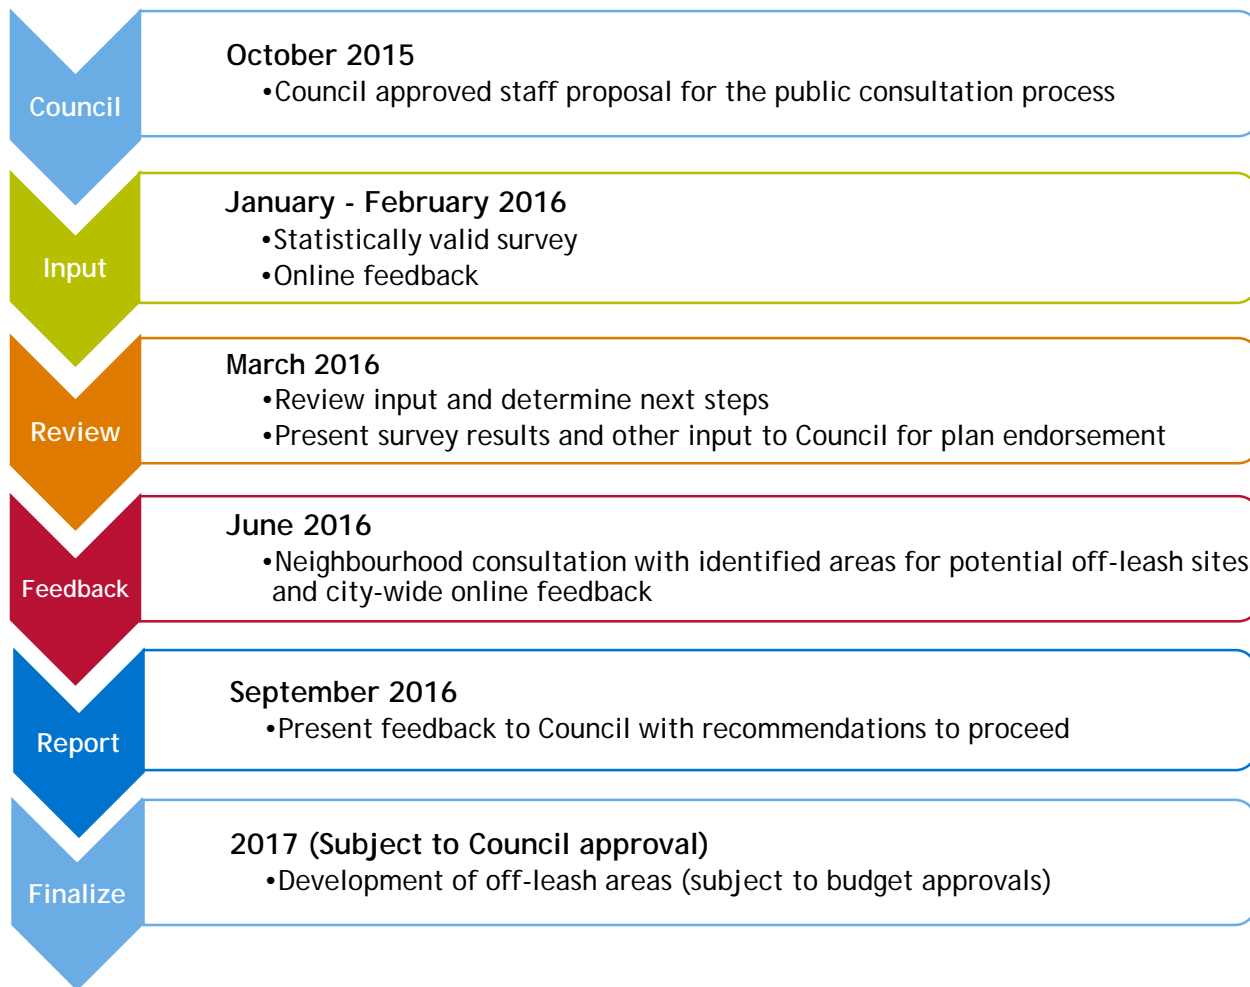 Council
October 2015
•Council approved staff proposal for the public consultation process
Input
January - February 2016
•Statistically valid survey
•Online feedback
Review
March 2016
•Review input and determine next steps
•Present survey results and other input to Council for plan endorsement
Feedback
June 2016
•Neighbourhood consultation with identified areas for potential off-leash sites
and city-wide online feedback
Report
September 2016
•Present feedback to Council with recommendations to proceed
Finalize
2017 (Subject to Council approval)
•Development of off-leash areas (subject to budget approvals)